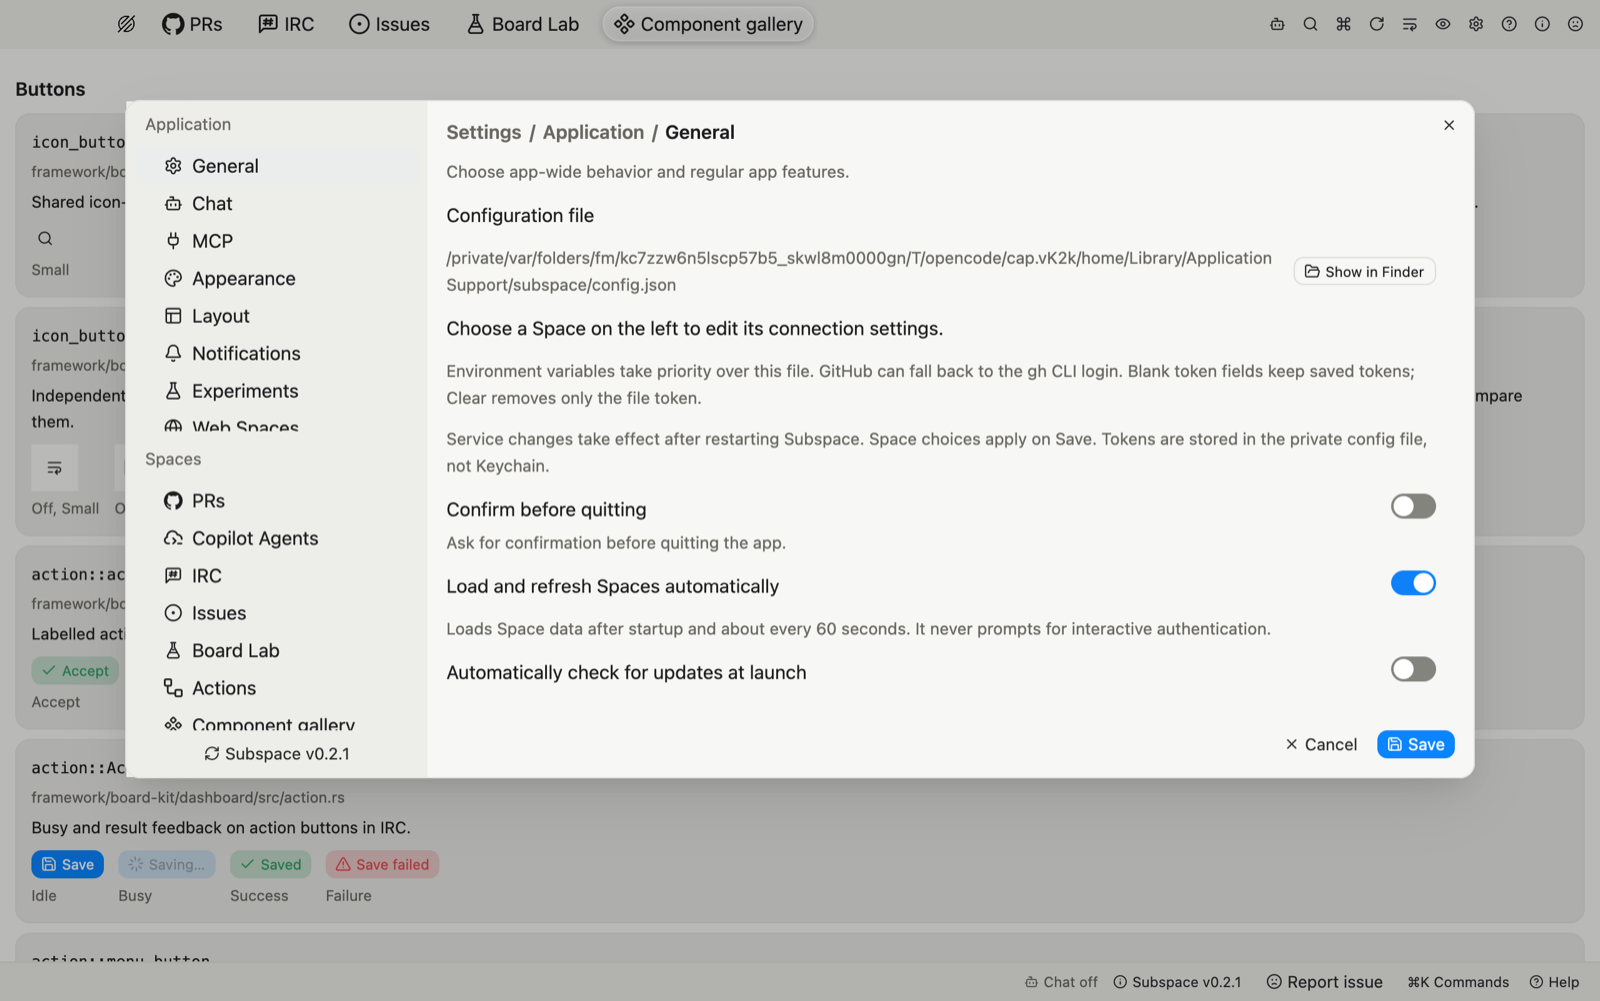 PRs
IRC
Issues
Board Lab
Component gallery
Buttons
icon_butto
framework/bo
Shared icon-
Small
icon_butto
framework/bo
Independent
mpare
them.
Off, Small
action::ac
framework/bo
Labelled acti
Accept
Accept
action::Ac
framework/board-kit/dashboard/src/action.rs
Busy and result feedback on action buttons in IRC.
Save
Saving...
Saved
Save failed
Idle
Busy
Success
Failure
action::menu_button
Application
General
Chat
MCP
Appearance
Layout
Notifications
Experiments
Web Spaces
Spaces
PRs
Copilot Agents
IRC
Issues
Board Lab
Actions
Component gallery
Subspace v0.2.1
Settings / Application / General
Choose app-wide behavior and regular app features.
Configuration file
/private/var/folders/fm/kc7zzw6n5lscp57b5_skwl8m0000gn/T/opencode/cap.vK2k/home/Library/Application
Support/subspace/config.json
Show in Finder
Choose a Space on the left to edit its connection settings.
Environment variables take priority over this file. GitHub can fall back to the gh CLI login. Blank token fields keep saved tokens;
Clear removes only the file token.
Service changes take effect after restarting Subspace. Space choices apply on Save. Tokens are stored in the private config file,
not Keychain.
Confirm before quitting
Ask for confirmation before quitting the app.
Load and refresh Spaces automatically
Loads Space data after startup and about every 60 seconds. It never prompts for interactive authentication.
Automatically check for updates at launch
Cancel
Save
Chat off
Subspace v0.2.1
Report issue
⌘K Commands
Help